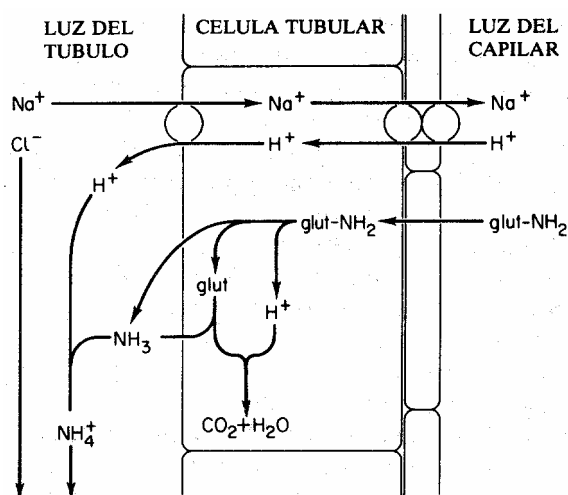 LUZ DEL
TUBULO
CELULA TUBULAR
LUZ DEL
CAPILAR
Na⁺
Na⁺
Na⁺
Cl⁻
H⁺
H⁺
H⁺
glut-NH₂
glut-NH₂
glut
H⁺
NH₃
CO₂+H₂O
NH₄⁺